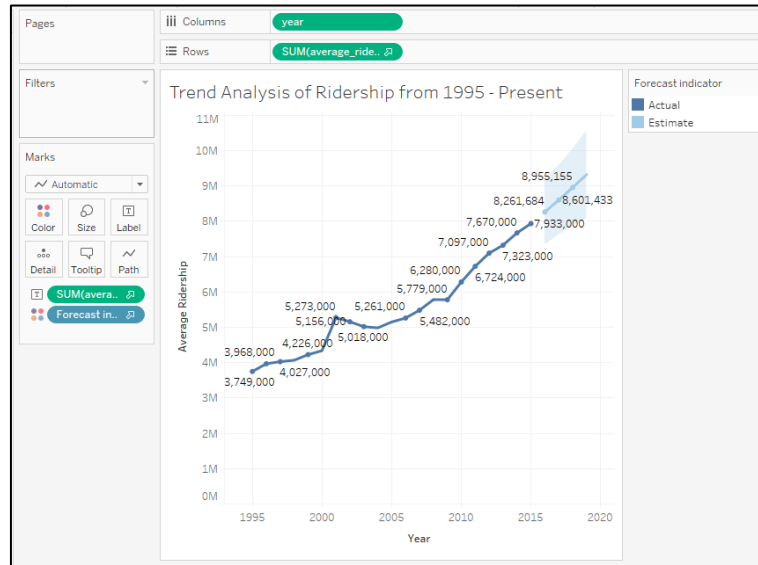 Pages
Columns
year
Rows
SUM(average_ride..
Filters
Marks
Automatic
Color
Size
Label
Detail
Tooltip
Path
SUM(avera..
Forecast in..
Trend Analysis of Ridership from 1995 - Present
11M
10M
9M
8M
7M
6M
5M
4M
3M
2M
1M
0M
Average Ridership
8,955,155
8,261,684
8,601,433
7,670,000
7,933,000
7,097,000
7,323,000
6,280,000
6,724,000
5,779,000
5,273,000
5,261,000
5,482,000
5,156,000
5,018,000
4,226,000
3,968,000
4,027,000
3,749,000
1995
2000
2005
2010
2015
2020
Year
Forecast indicator
Actual
Estimate